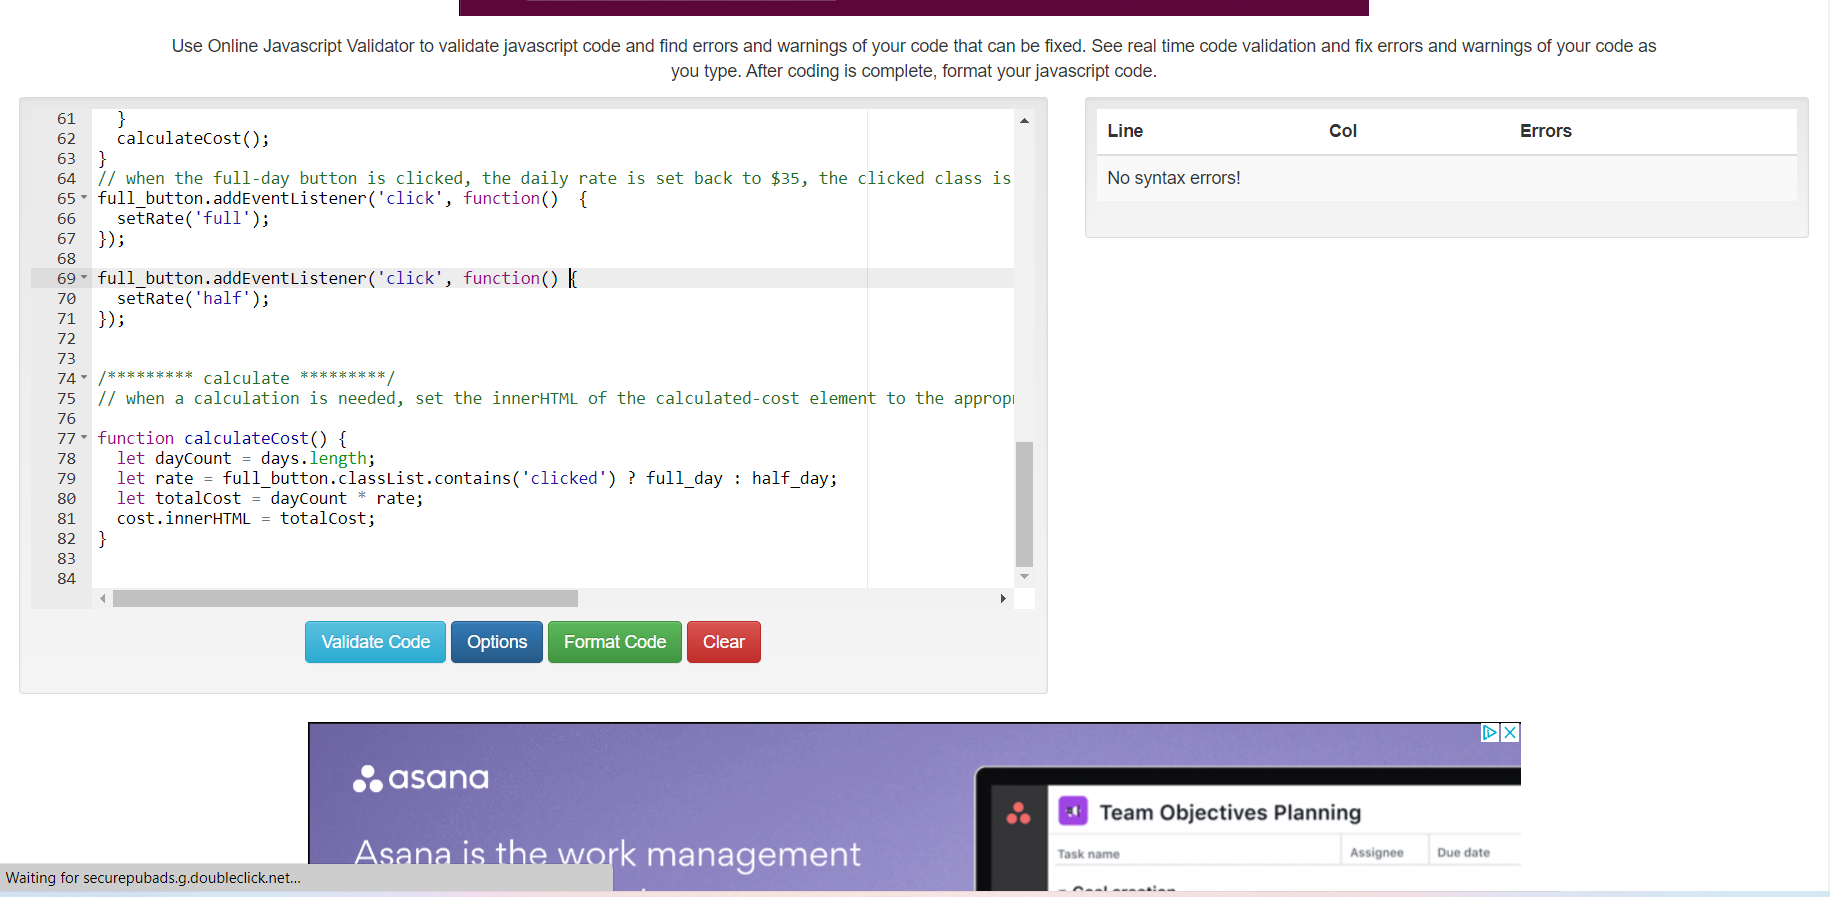 Use Online Javascript Validator to validate javascript code and find errors and warnings of your code that can be fixed. See real time code validation and fix errors and warnings of your code as
you type. After coding is complete, format your javascript code.
61   }
62   calculateCost();
63 }
64 // when the full-day button is clicked, the daily rate is set back to $35, the clicked class is
65 full_button.addEventListener('click', function()  {
66   setRate('full');
67 });
68
69 full_button.addEventListener('click', function() {
70   setRate('half');
71 });
72
73
74 /********* calculate *********/
75 // when a calculation is needed, set the innerHTML of the calculated-cost element to the appropr
76
77 function calculateCost() {
78   let dayCount = days.length;
79   let rate = full_button.classList.contains('clicked') ? full_day : half_day;
80   let totalCost = dayCount * rate;
81   cost.innerHTML = totalCost;
82 }
83
84
Validate Code Options Format Code Clear
Line Col Errors
No syntax errors!
asana
Asana is the work management
Team Objectives Planning
Task name Assignee Due date
Goal creation
Waiting for securepubads.g.doubleclick.net...